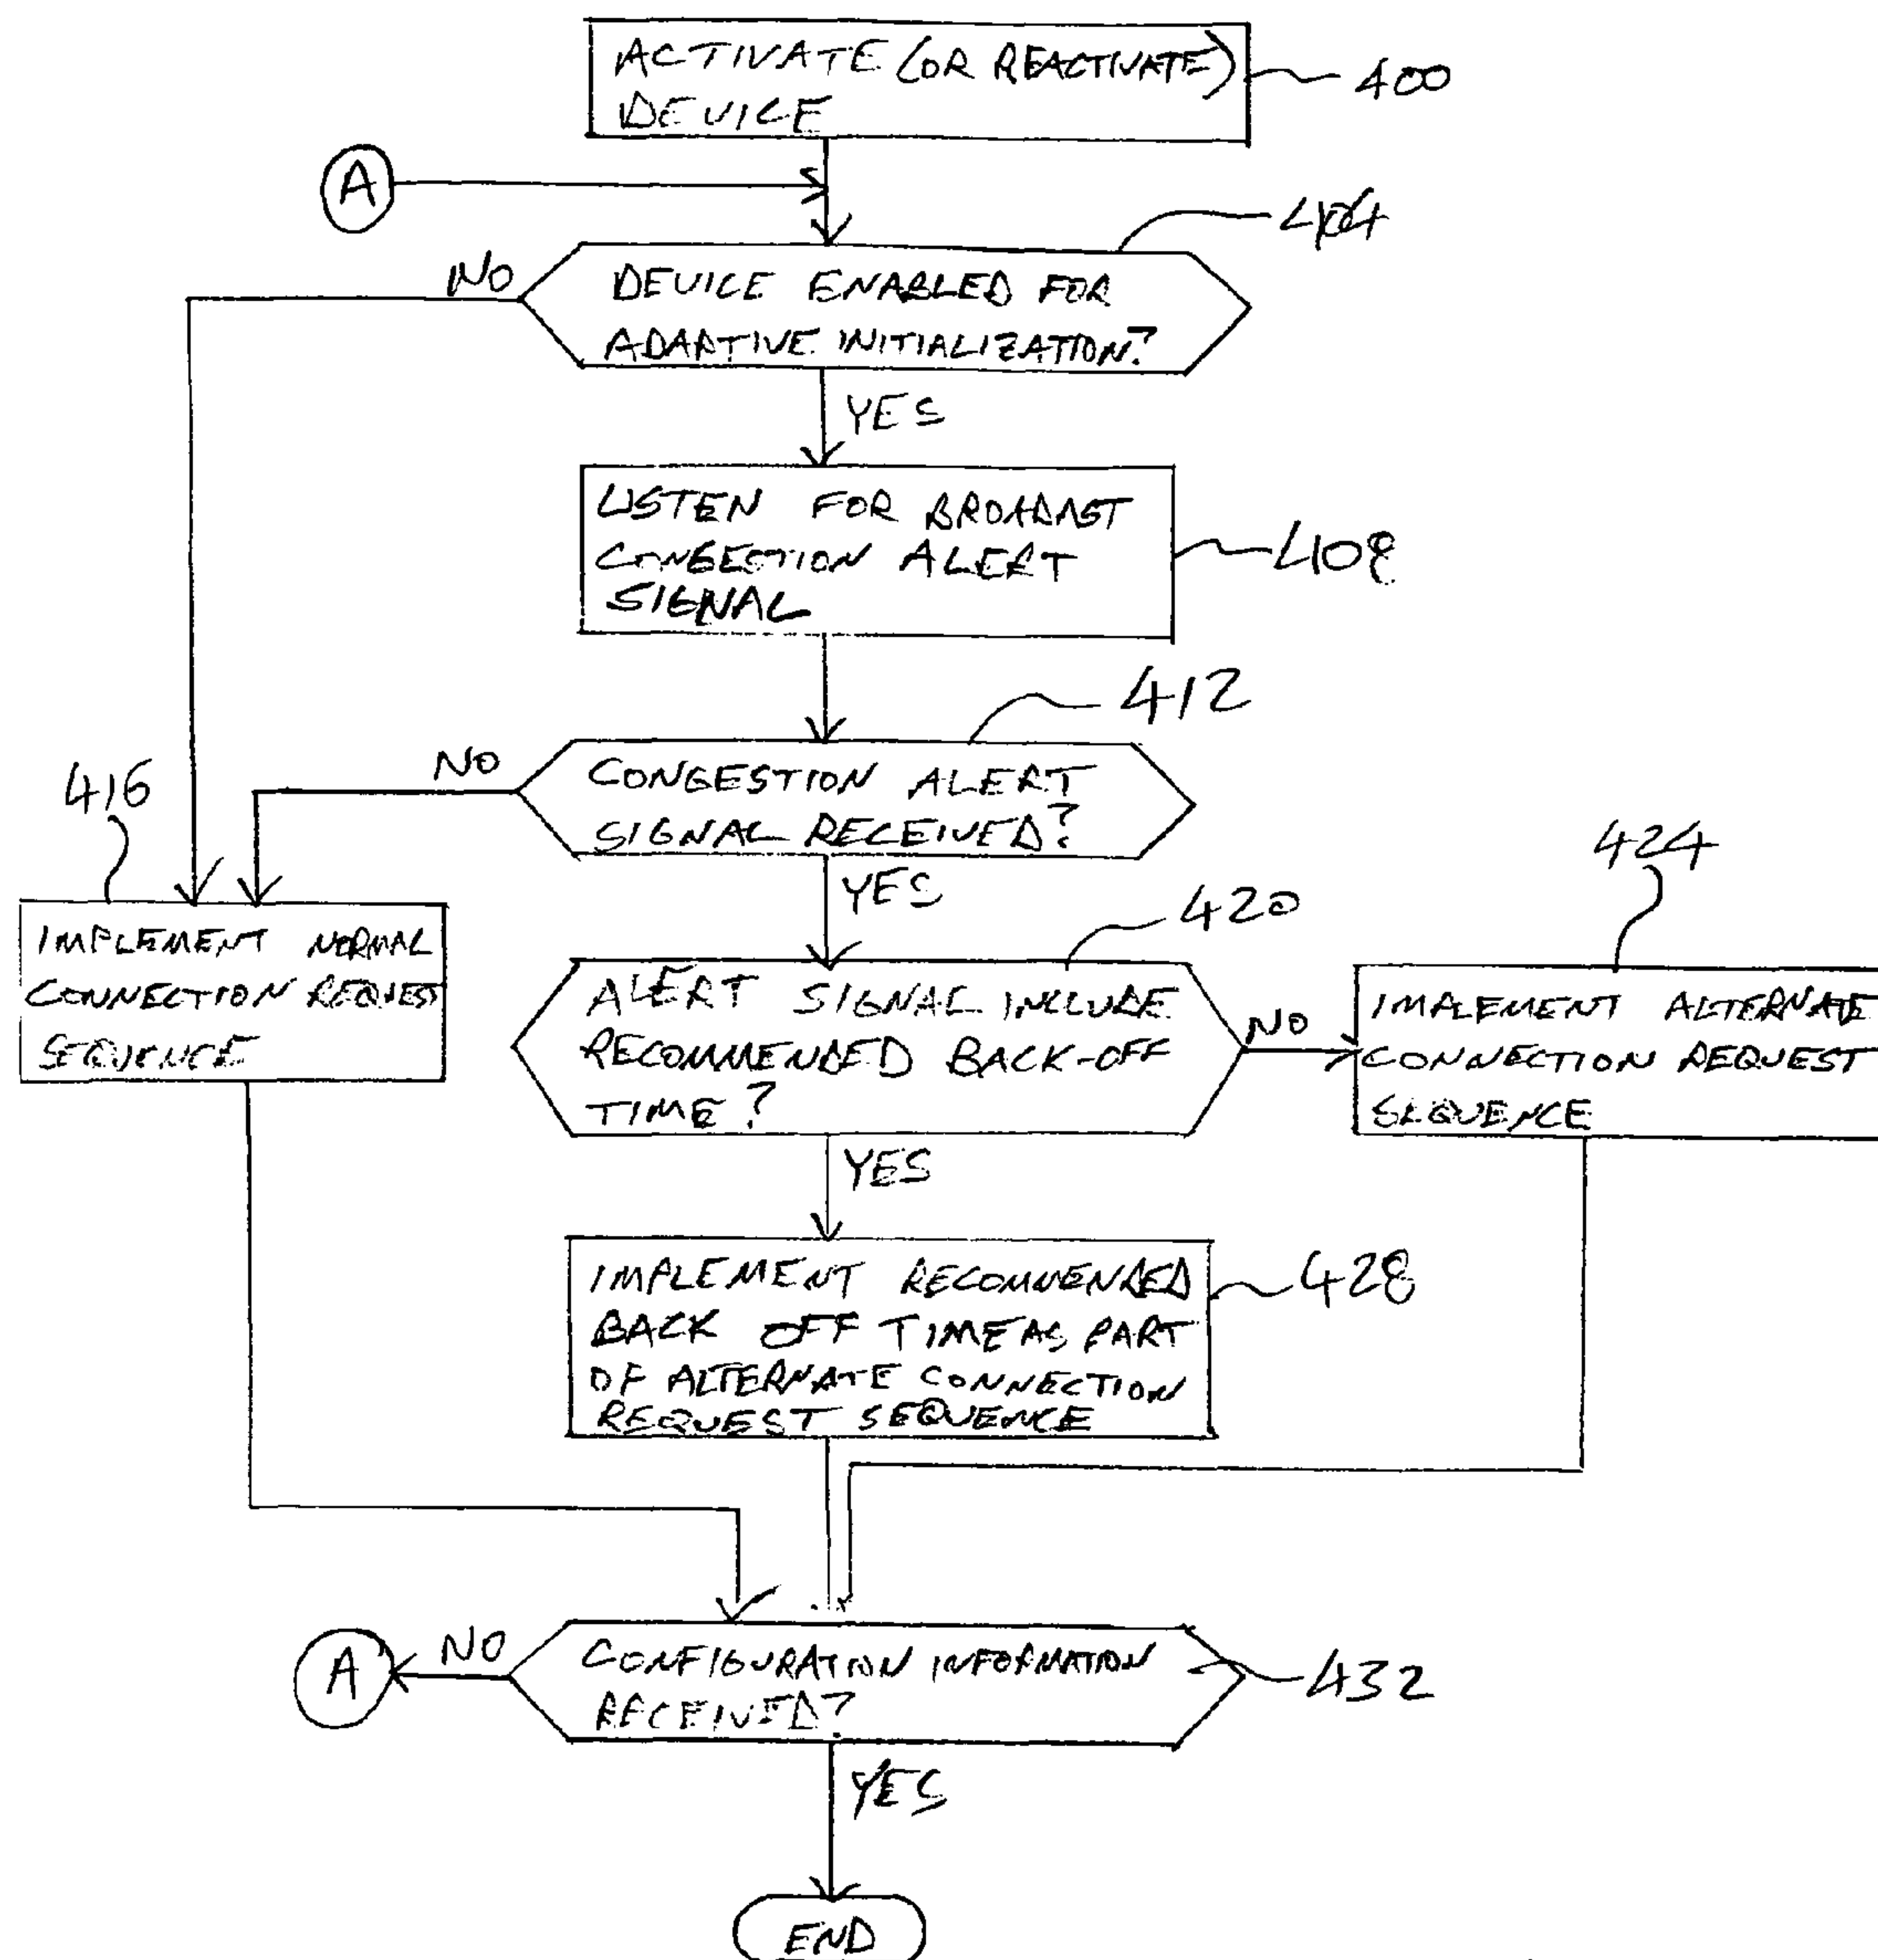 ACTIVATE (OR REACTIVATE)
DEVICE
400
A
404
NO
DEVICE ENABLED FOR
ADAPTIVE INITIALIZATION?
YES
LISTEN FOR BROADAST
CONGESTION ALERT
SIGNAL
408
412
NO
CONGESTION ALERT
SIGNAL RECEIVED?
416
YES
424
420
IMPLEMENT NORMAL
CONNECTION REQUEST
SEQUENCE
ALERT SIGNAL INCLUDE
RECOMMENDED BACK-OFF
TIME?
NO
IMPLEMENT ALTERNATE
CONNECTION REQUEST
SEQUENCE
YES
IMPLEMENT RECOMMENDED
BACK OFF TIME AS PART
OF ALTERNATE CONNECTION
REQUEST SEQUENCE
428
A
NO
CONFIGURATION INFORMATION
RECEIVED?
432
YES
END